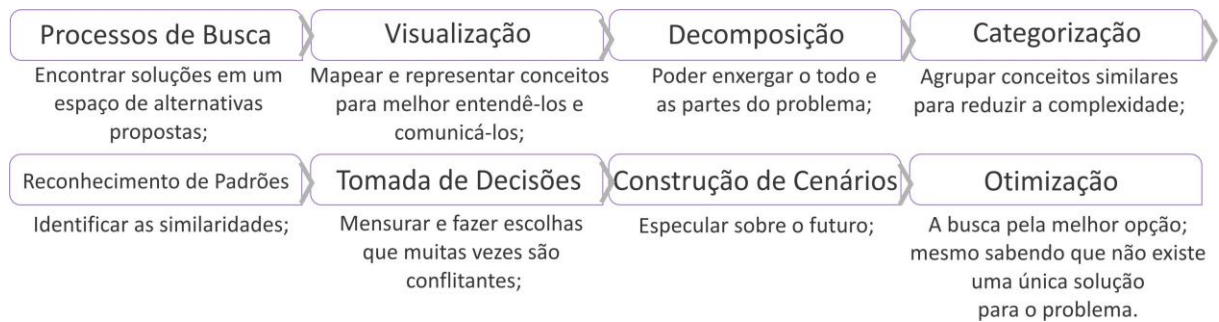 Processos de Busca
Encontrar soluções em um
espaço de alternativas
propostas;
Visualização
Mapear e representar conceitos
para melhor entendê-los e
comunicá-los;
Decomposição
Poder enxergar o todo e
as partes do problema;
Categorização
Agrupar conceitos similares
para reduzir a complexidade;
Reconhecimento de Padrões
Identificar as similaridades;
Tomada de Decisões
Mensurar e fazer escolhas
que muitas vezes são
conflitantes;
Construção de Cenários
Especular sobre o futuro;
Otimização
A busca pela melhor opção;
mesmo sabendo que não existe
uma única solução
para o problema.